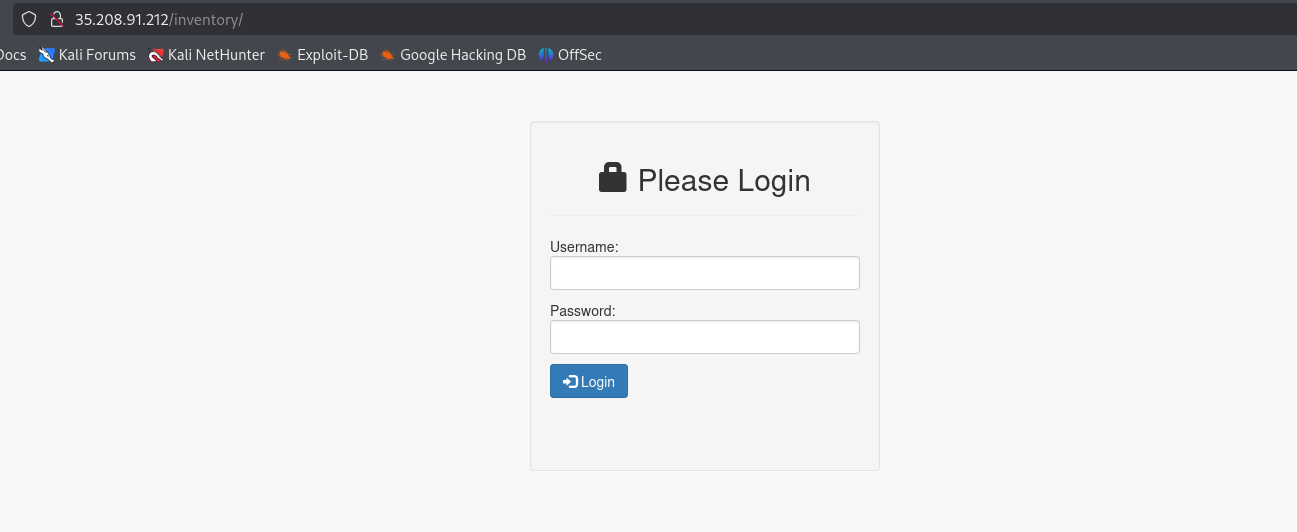 35.208.91.212/inventory/
Docs Kali Forums Kali NetHunter Exploit-DB Google Hacking DB OffSec
Please Login
Username:
Password:
Login